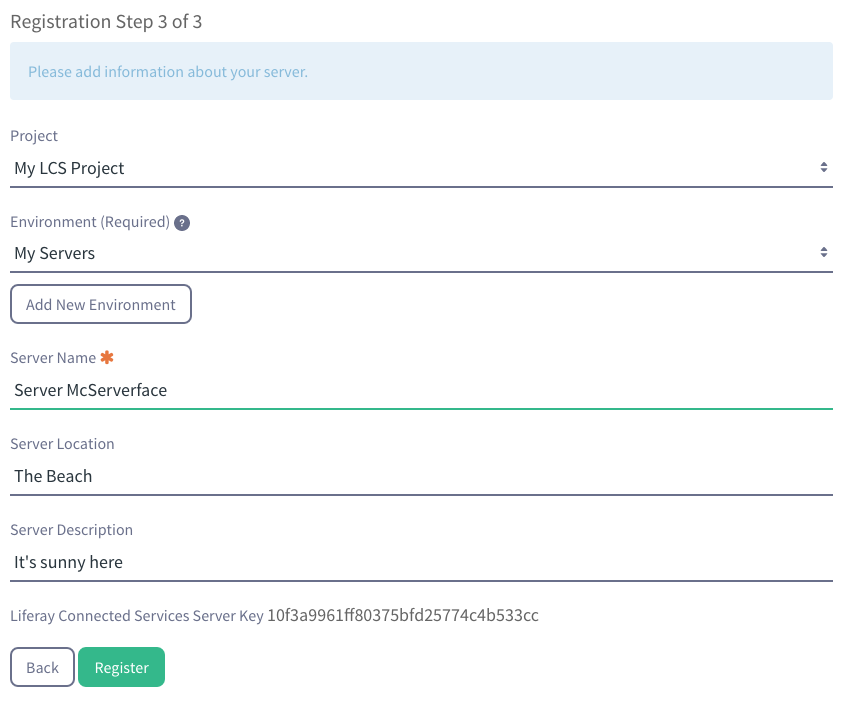 Registration Step 3 of 3
Please add information about your server.
Project
My LCS Project
Environment (Required) ?
My Servers
Add New Environment
Server Name ✱
Server McServerface
Server Location
The Beach
Server Description
It's sunny here
Liferay Connected Services Server Key 10f3a9961ff80375bfd25774c4b533cc
Back Register